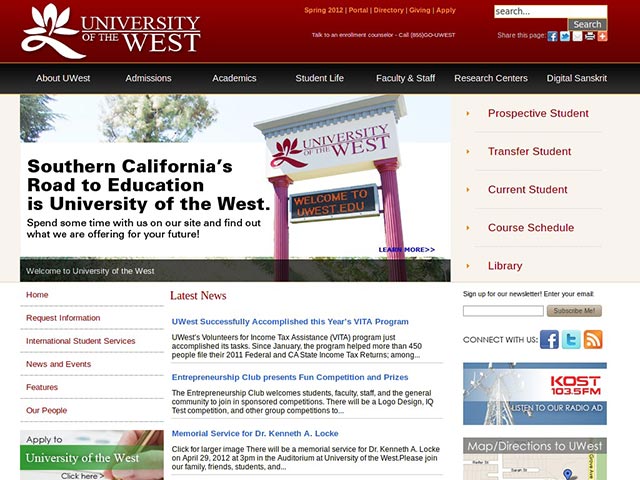 UNIVERSITY
OF THE WEST
Spring 2012 | Portal | Directory | Giving | Apply
Talk to an enrollment counselor - Call (855)GO-UWEST
search...
Search
Share this page:
About UWest Admissions Academics Student Life Faculty & Staff Research Centers Digital Sanskrit
UNIVERSITY
OF THE WEST
WELCOME TO
UWEST.EDU
Southern California's
Road to Education
is University of the West.
Spend some time with us on our site and find out
what we are offering for your future!
LEARN MORE>>
Welcome to University of the West
Prospective Student
Transfer Student
Current Student
Course Schedule
Library
Home
Request Information
International Student Services
News and Events
Features
Our People
Apply to
University of the West
Click here >
Latest News
UWest Successfully Accomplished this Year's VITA Program
UWest's Volunteers for Income Tax Assistance (VITA) program just
accomplished its tasks. Since January, the program helped more than 450
people file their 2011 Federal and CA State Income Tax Returns; among...
Entrepreneurship Club presents Fun Competition and Prizes
The Entrepreneurship Club welcomes students, faculty, staff, and the general
community to join in sponsored competitions. There will be a Logo Design, IQ
Test competition, and other group competitions to...
Memorial Service for Dr. Kenneth A. Locke
Click for larger image There will be a memorial service for Dr. Kenneth A. Locke
on April 29, 2012 at 3pm in the Auditorium at University of the West.Please join
our family, friends, students, and...
Sign up for our newsletter! Enter your email:
Subscribe Me!
CONNECT WITH US:
KOST
103.5FM
LISTEN TO OUR RADIO AD
Map/Directions to UWest